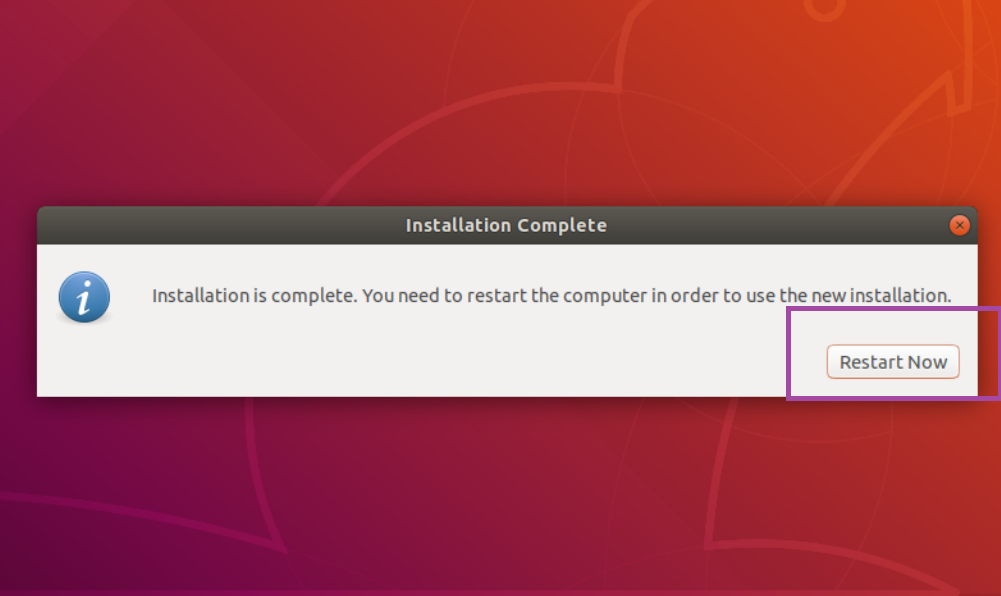 Installation Complete
Installation is complete. You need to restart the computer in order to use the new installation.
Restart Now